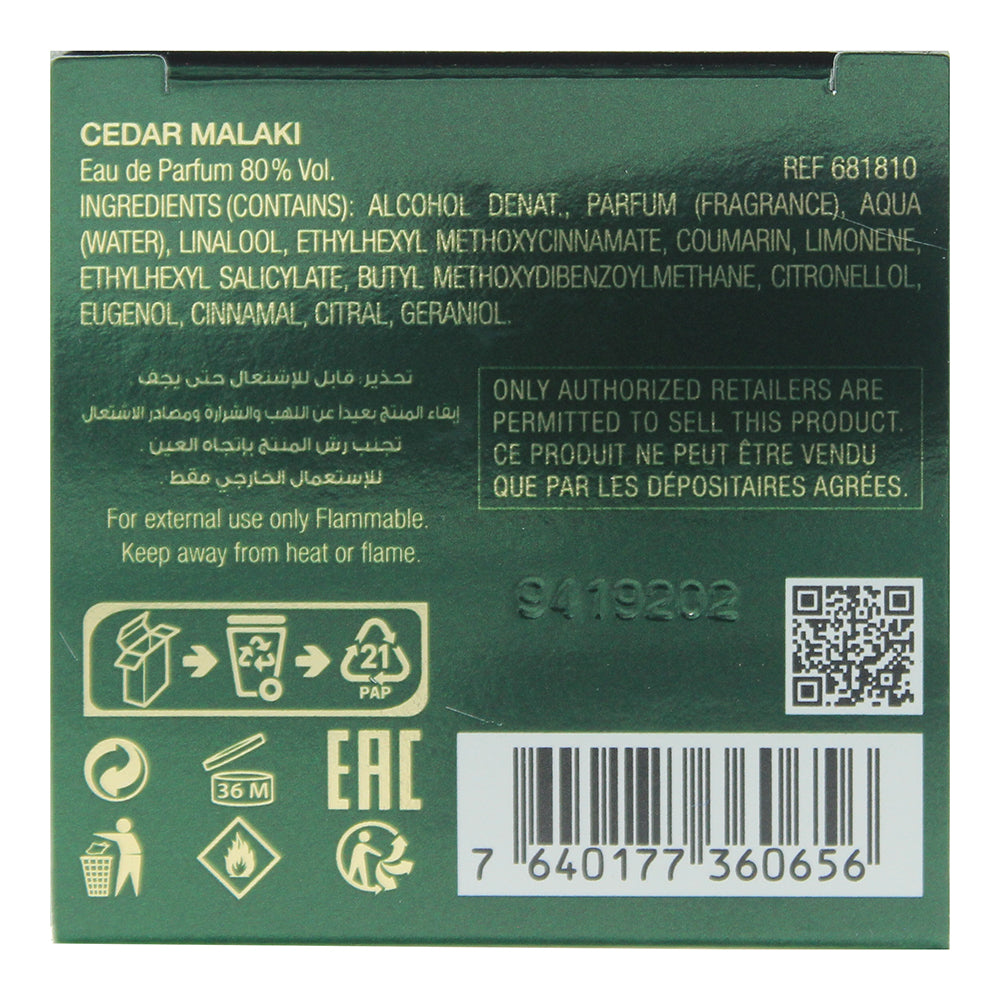 CEDAR MALAKI
Eau de Parfum 80% Vol.
REF 681810
INGREDIENTS (CONTAINS): ALCOHOL DENAT., PARFUM (FRAGRANCE), AQUA
(WATER), LINALOOL, ETHYLHEXYL METHOXYCINNAMATE, COUMARIN, LIMONENE,
ETHYLHEXYL SALICYLATE, BUTYL METHOXYDIBENZOYLMETHANE, CITRONELLOL,
EUGENOL, CINNAMAL, CITRAL, GERANIOL.
تحذير: قابل للإشتعال حتى يجف
إبقاء المنتج بعيداً عن اللهب والشرارة ومصادر الاشتعال
تجنب رش المنتج بإتجاه العين
للإستعمال الخارجي فقط.
For external use only Flammable.
Keep away from heat or flame.
ONLY AUTHORIZED RETAILERS ARE
PERMITTED TO SELL THIS PRODUCT.
CE PRODUIT NE PEUT ÊTRE VENDU
QUE PAR LES DÉPOSITAIRES AGRÉES.
9419202
21
PAP
36 M
EAC
7 640177 360656